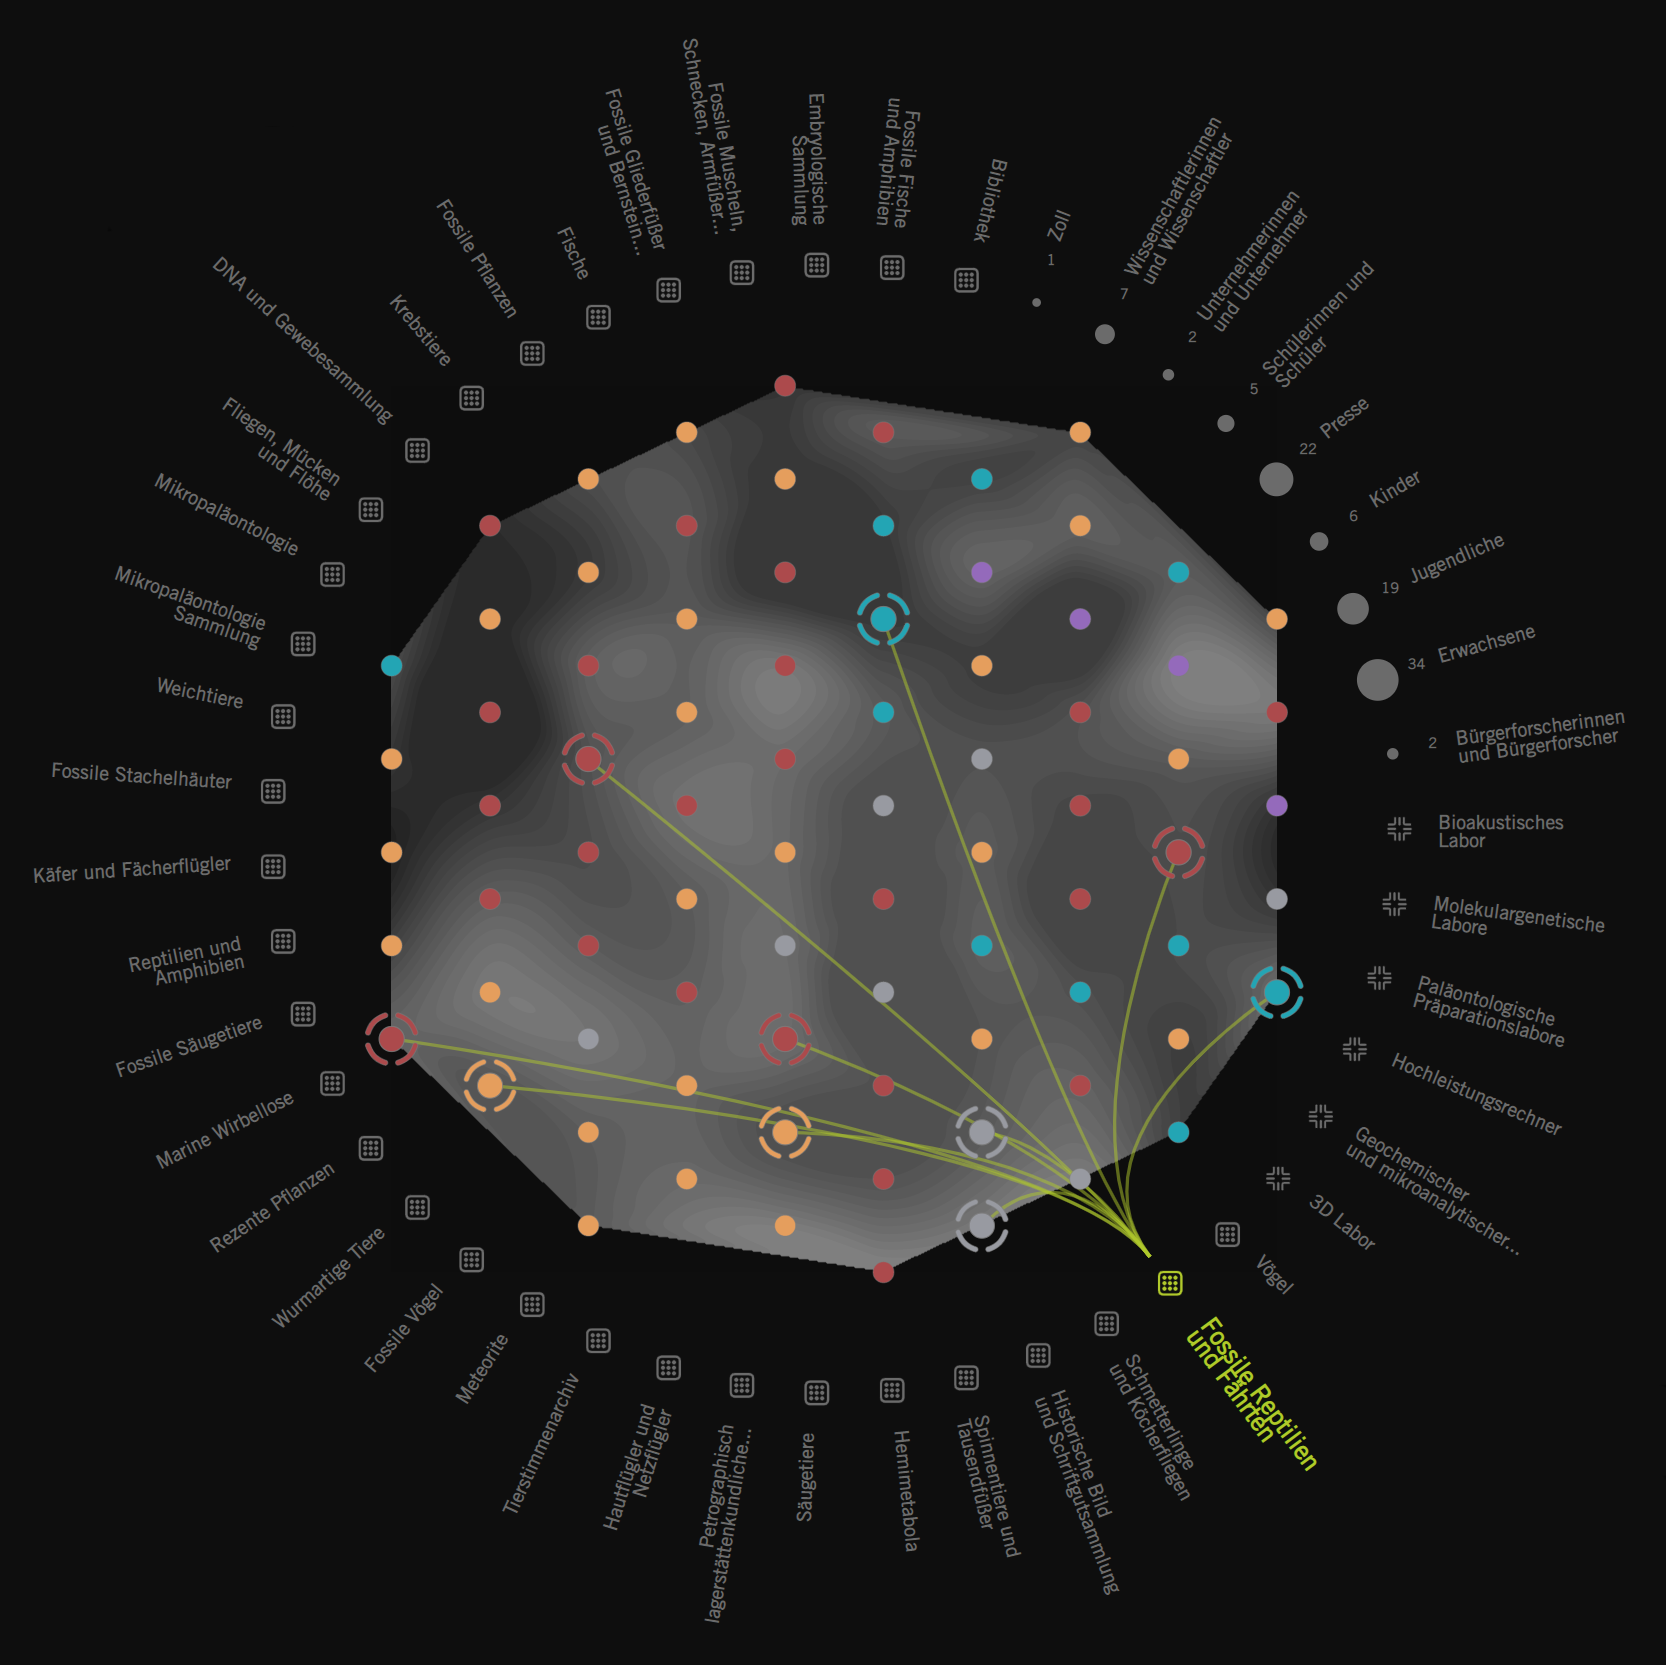 Bibliothek
1 Zoll
7 Wissenschaftlerinnen
und Wissenschaftler
2 Unternehmerinnen
und Unternehmer
5 Schülerinnen und
Schüler
22 Presse
6 Kinder
19 Jugendliche
34 Erwachsene
2 Bürgerforscherinnen
und Bürgerforscher
Bioakustisches
Labor
Molekulargenetische
Labore
Paläontologische
Präparationslabore
Hochleistungsrechner
Geochemischer
und mikroanalytischer...
3D Labor
Vögel
Fossile Reptilien
und Fährten
Schmetterlinge
und Köcherfliegen
Historische Bild
und Schriftgutsammlung
Spinnentiere und
Tausendfüßer
Hemimetabola
Säugetiere
Petrographisch
lagerstättenkundliche...
Hautflügler und
Netzflügler
Tierstimmenarchiv
Meteorite
Fossile Vögel
Wurmartige Tiere
Rezente Pflanzen
Marine Wirbellose
Fossile Säugetiere
Reptilien und
Amphibien
Käfer und Fächerflügler
Fossile Stachelhäuter
Weichtiere
Mikropaläontologie
Sammlung
Mikropaläontologie
Fliegen, Mücken
und Flöhe
DNA und Gewebesammlung
Krebstiere
Fossile Pflanzen
Fische
Fossile Gliederfüßer
und Bernstein...
Fossile Muscheln,
Schnecken, Armfüßer...
Embryologische
Sammlung
Fossile Fische
und Amphibien